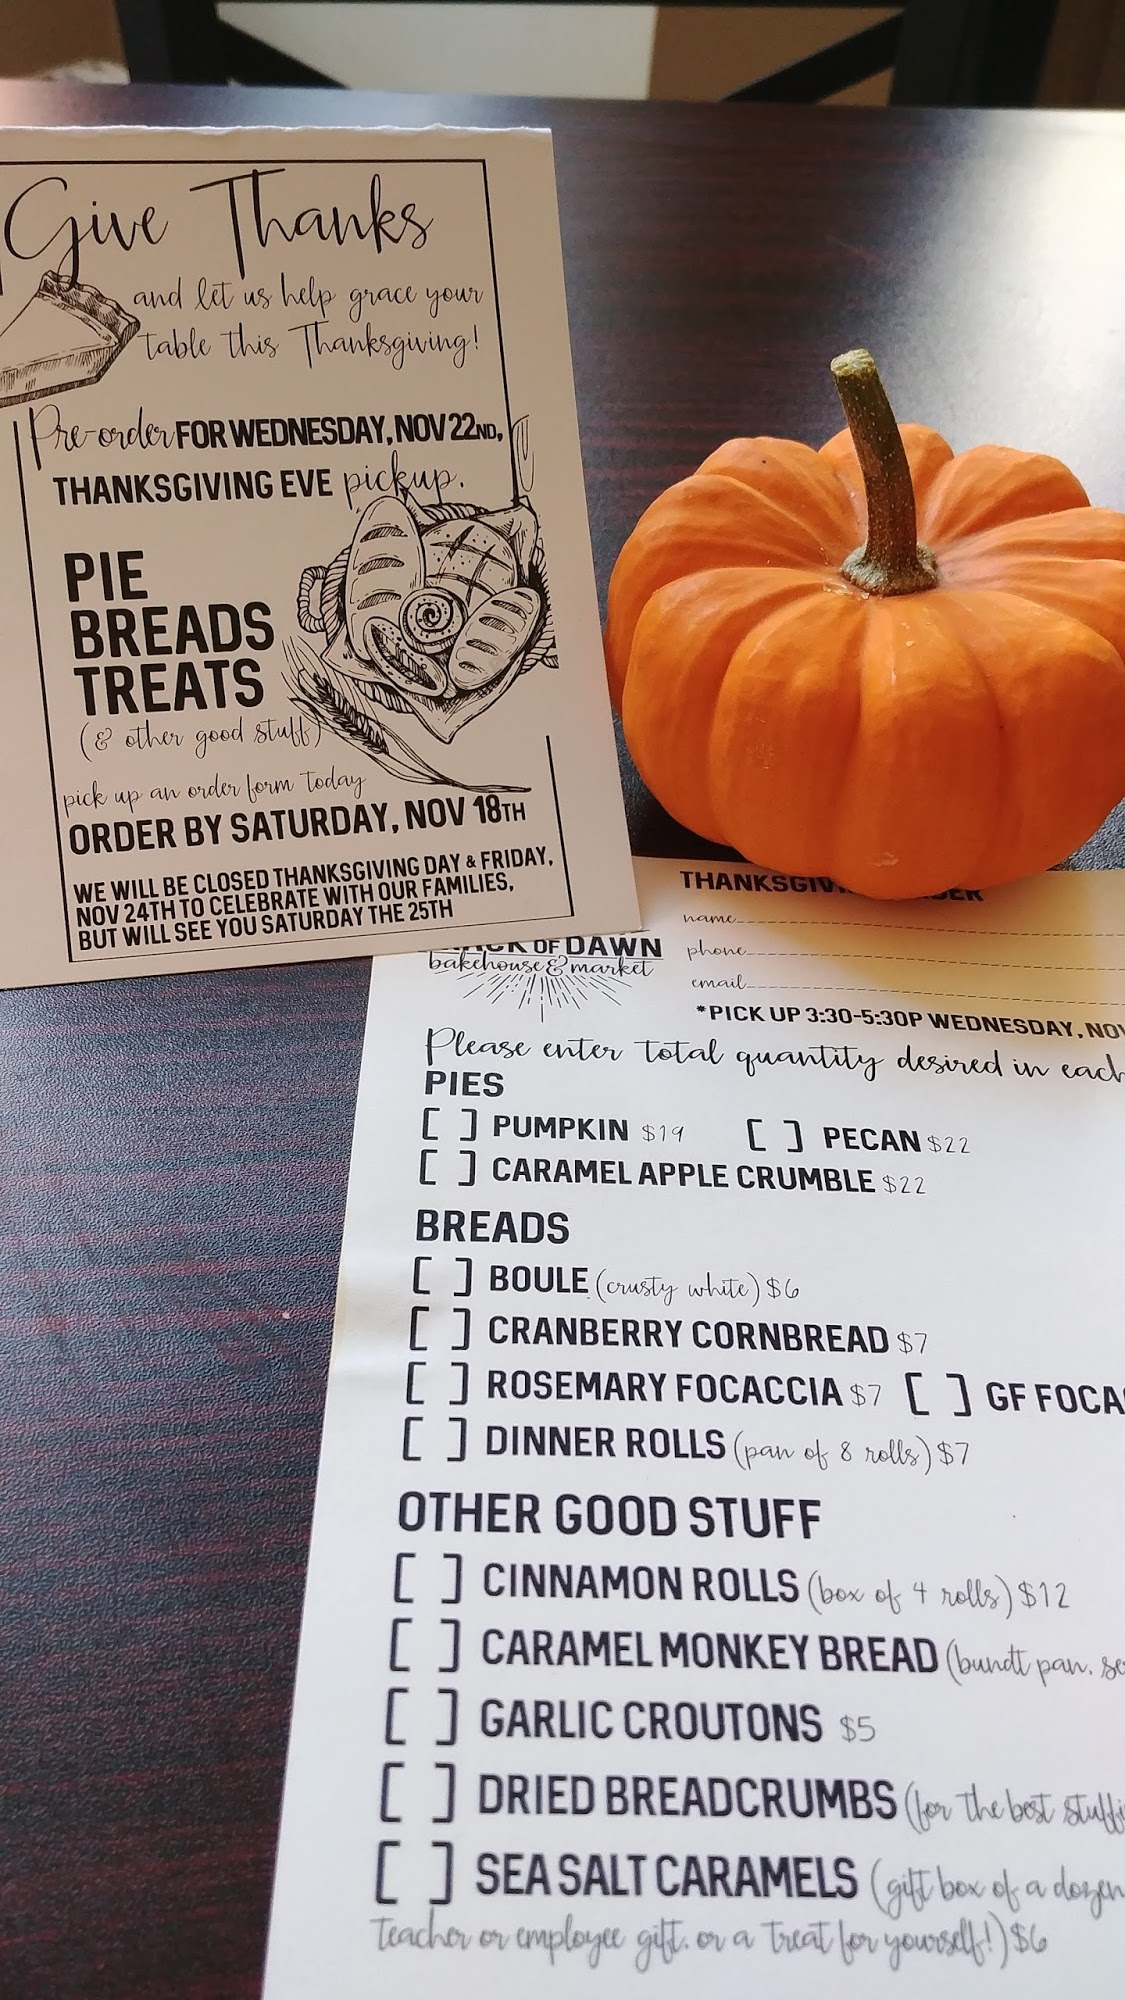 Give Thanks
and let us help grace your
table this Thanksgiving!
Pre-order FOR WEDNESDAY, NOV 22ND,
THANKSGIVING EVE pickup.
PIE
BREADS
TREATS
(& other good stuff)
pick up an order form today
ORDER BY SATURDAY, NOV 18TH
WE WILL BE CLOSED THANKSGIVING DAY & FRIDAY,
NOV 24TH TO CELEBRATE WITH OUR FAMILIES,
BUT WILL SEE YOU SATURDAY THE 25TH
OF DAWN
bakehouse & market
name
phone
email
*PICK UP 3:30-5:30P WEDNESDAY, NOV
Please enter total quantity desired in each
PIES
[ ] PUMPKIN $19 [ ] PECAN $22
[ ] CARAMEL APPLE CRUMBLE $22
BREADS
[ ] BOULE (crusty white) $6
[ ] CRANBERRY CORNBREAD $7
[ ] ROSEMARY FOCACCIA $7 [ ] GF FOCA
[ ] DINNER ROLLS (pan of 8 rolls) $7
OTHER GOOD STUFF
[ ] CINNAMON ROLLS (box of 4 rolls) $12
[ ] CARAMEL MONKEY BREAD (bundt pan. se
[ ] GARLIC CROUTONS $5
[ ] DRIED BREADCRUMBS (for the best stuffi
[ ] SEA SALT CARAMELS (gift box of a dozen
teacher or employee gift. or a treat for yourself!) $6